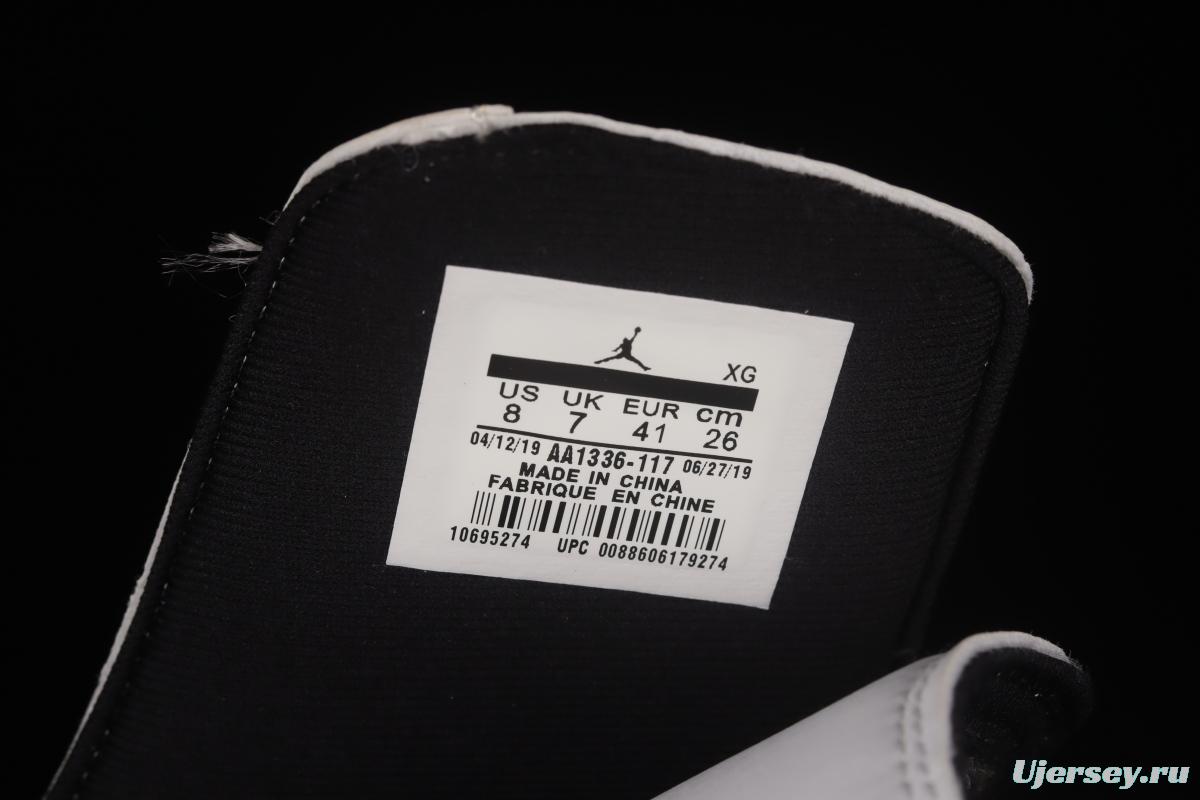 XG
US UK EUR cm
8 7 41 26
04/12/19 AA1336-117 06/27/19
MADE IN CHINA
FABRIQUE EN CHINE
10695274 UPC 0088606179274
Ujersey.ru